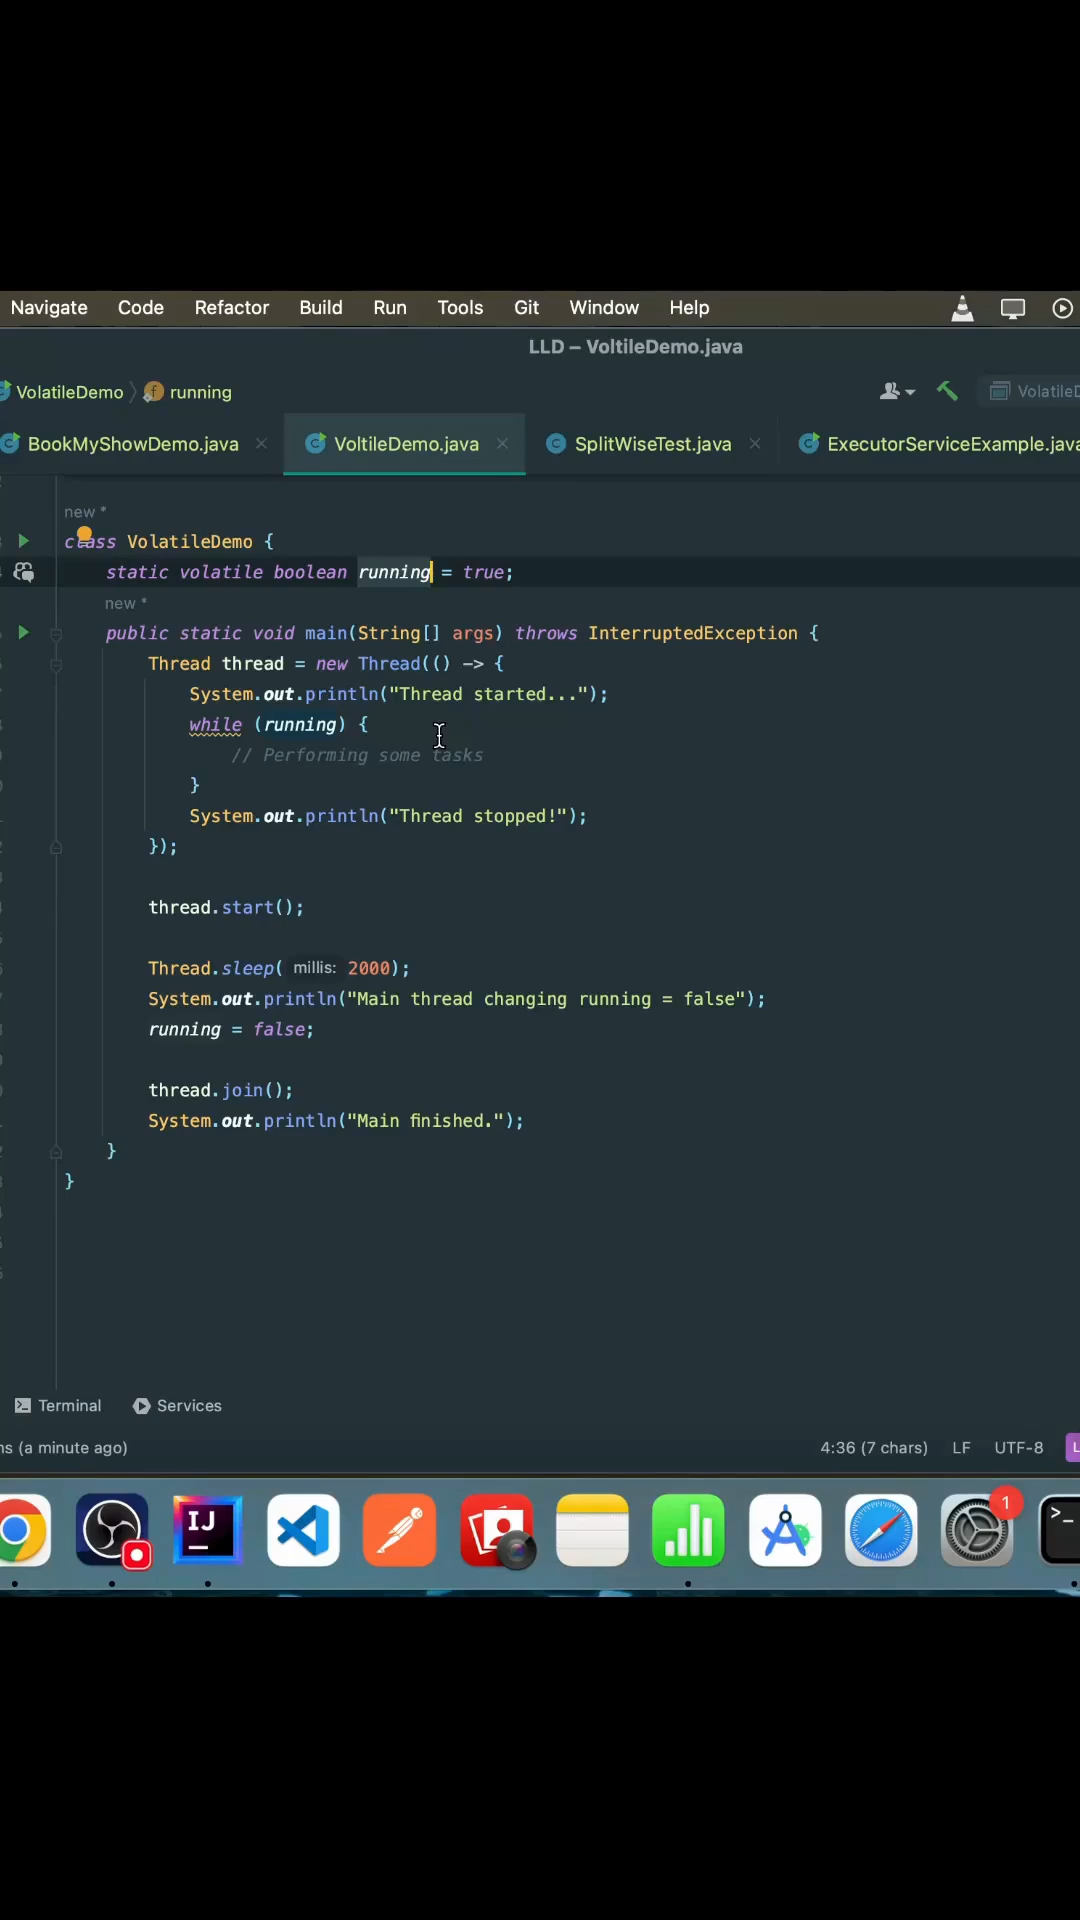 Navigate Code Refactor Build Run Tools Git Window Help
LLD – VoltileDemo.java
VolatileDemo f running
BookMyShowDemo.java VoltileDemo.java SplitWiseTest.java ExecutorServiceExample.java
new *
class VolatileDemo {
static volatile boolean running = true;
new *
public static void main(String[] args) throws InterruptedException {
Thread thread = new Thread(() -> {
System.out.println("Thread started...");
while (running) {
// Performing some tasks
}
System.out.println("Thread stopped!");
});
thread.start();
Thread.sleep( millis: 2000);
System.out.println("Main thread changing running = false");
running = false;
thread.join();
System.out.println("Main finished.");
}
}
Terminal Services
ms (a minute ago) 4:36 (7 chars) LF UTF-8
IJ
1